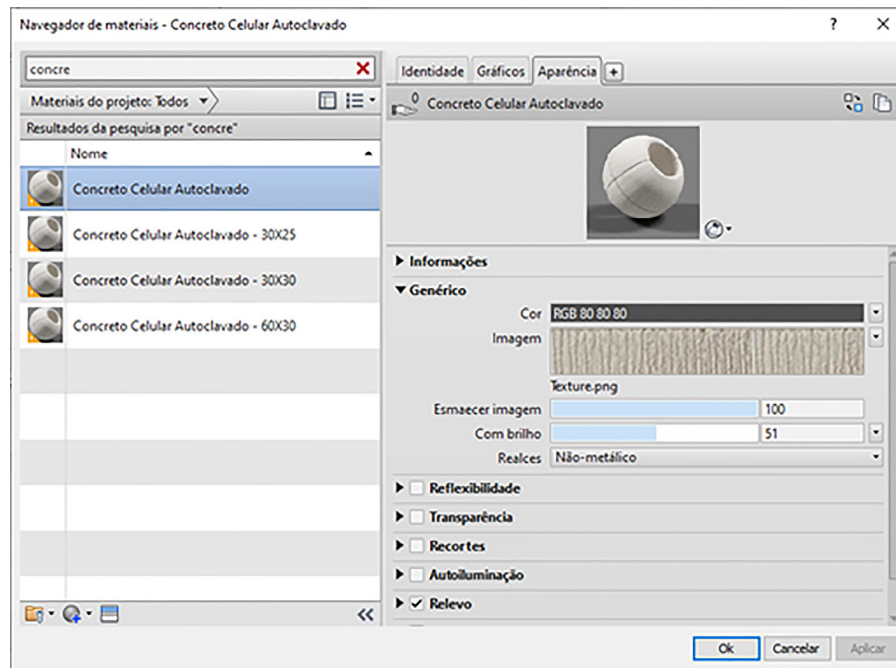 Navegador de materiais - Concreto Celular Autoclavado
concre
Materiais do projeto: Todos
Resultados da pesquisa por "concre"
Nome
Concreto Celular Autoclavado
Concreto Celular Autoclavado - 30X25
Concreto Celular Autoclavado - 30X30
Concreto Celular Autoclavado - 60X30
Identidade Gráficos Aparência
0 Concreto Celular Autoclavado
Informações
Genérico
Cor RGB 80 80 80
Imagem
Texture.png
Esmaecer imagem 100
Com brilho 51
Realces Não-metálico
Reflexibilidade
Transparência
Recortes
Autoiluminação
Relevo
Ok Cancelar Aplicar